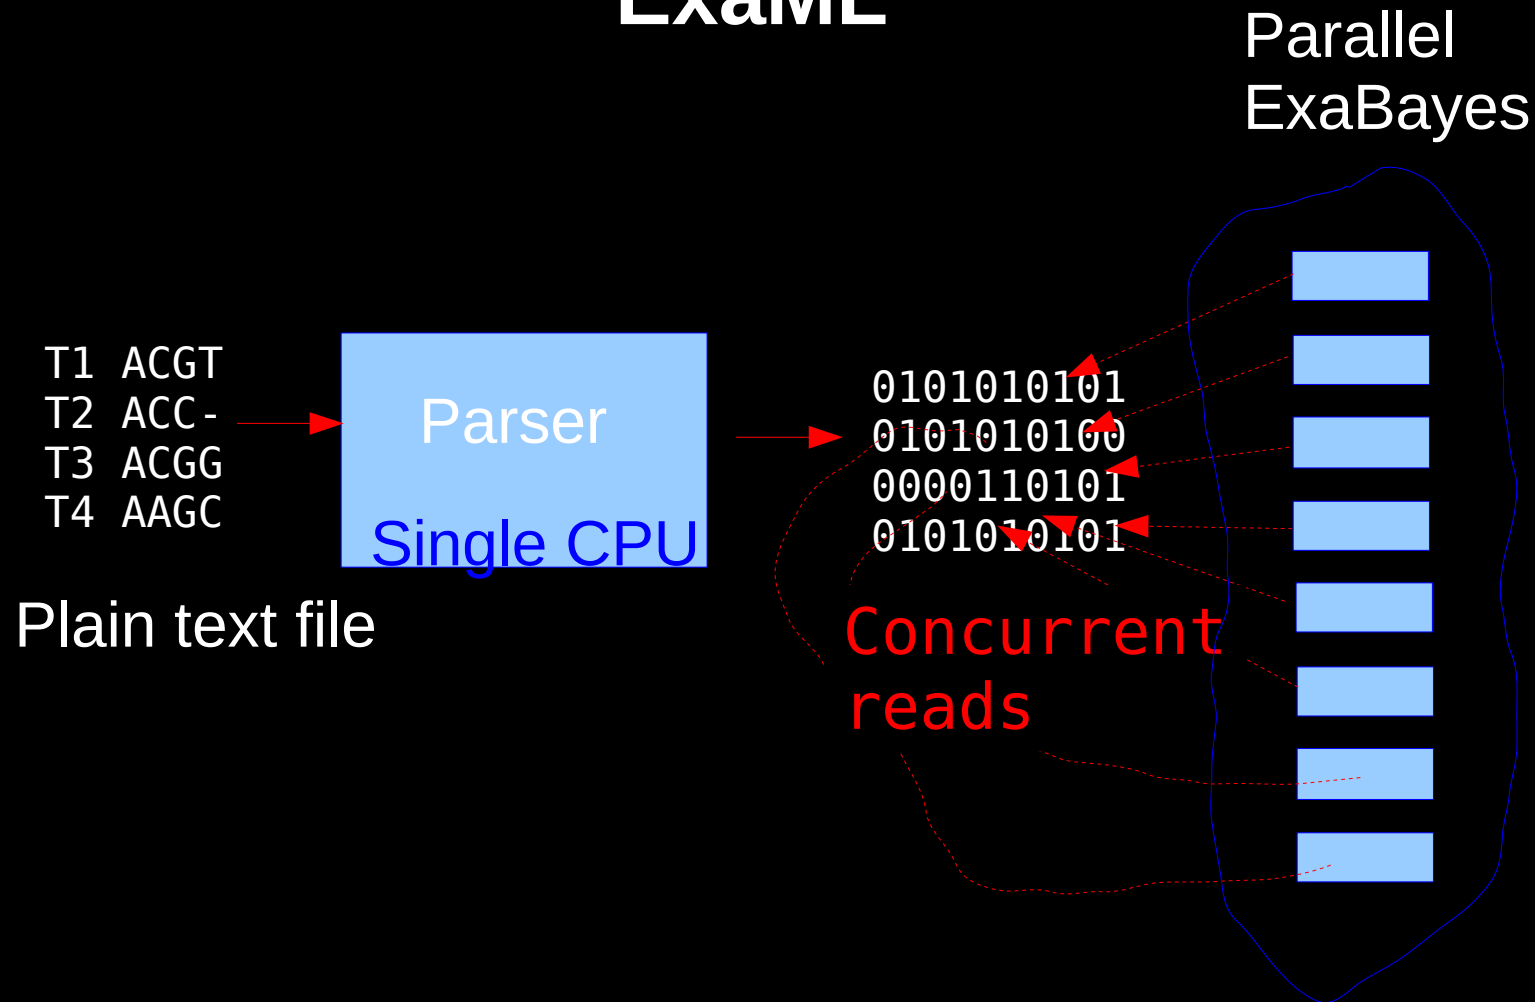 ExaML
Parallel
ExaBayes
T1 ACGT
T2 ACC-
T3 ACGG
T4 AAGC
Parser
Single CPU
Plain text file
0101010101
0101010100
0000110101
0101010101
Concurrent
reads